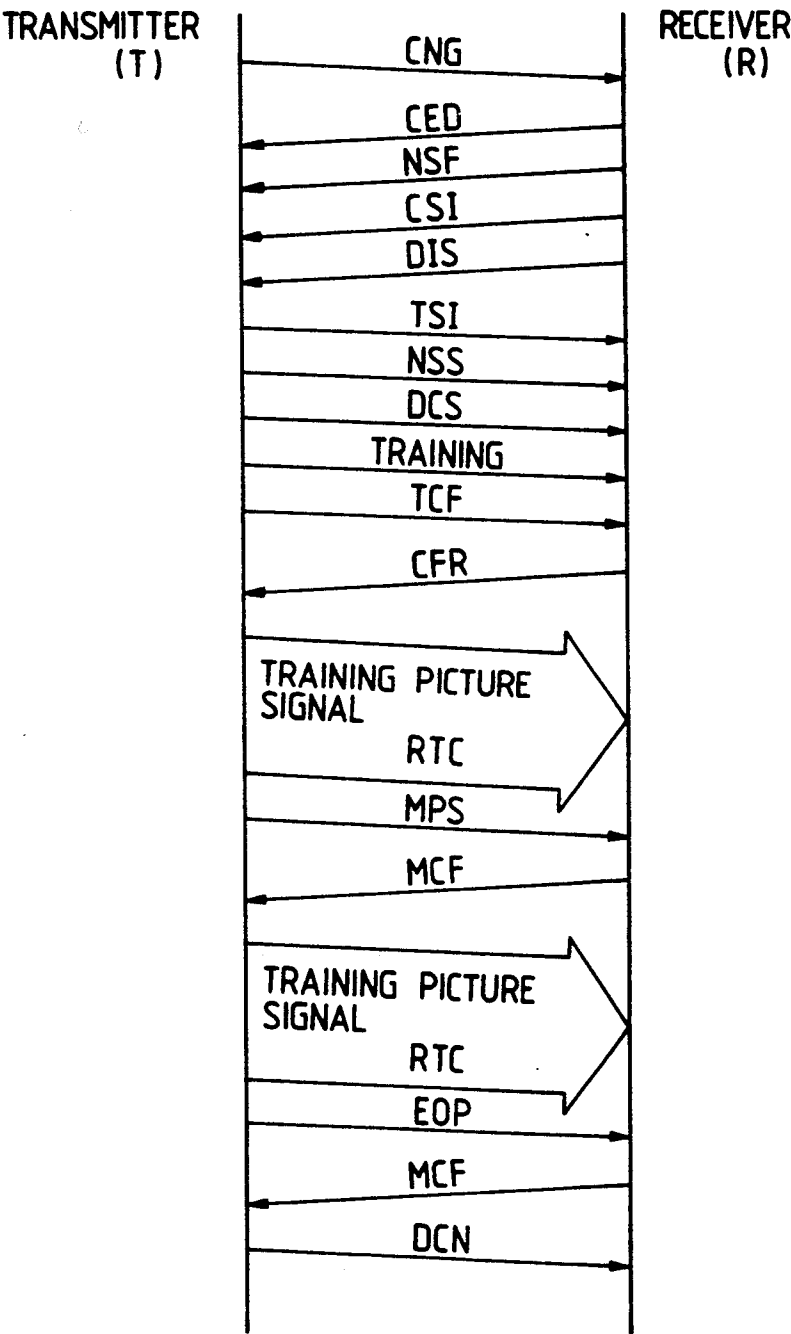 TRANSMITTER
(T)
RECEIVER
(R)
CNG
CED
NSF
CSI
DIS
TSI
NSS
DCS
TRAINING
TCF
CFR
TRAINING PICTURE
SIGNAL
RTC
MPS
MCF
TRAINING PICTURE
SIGNAL
RTC
EOP
MCF
DCN